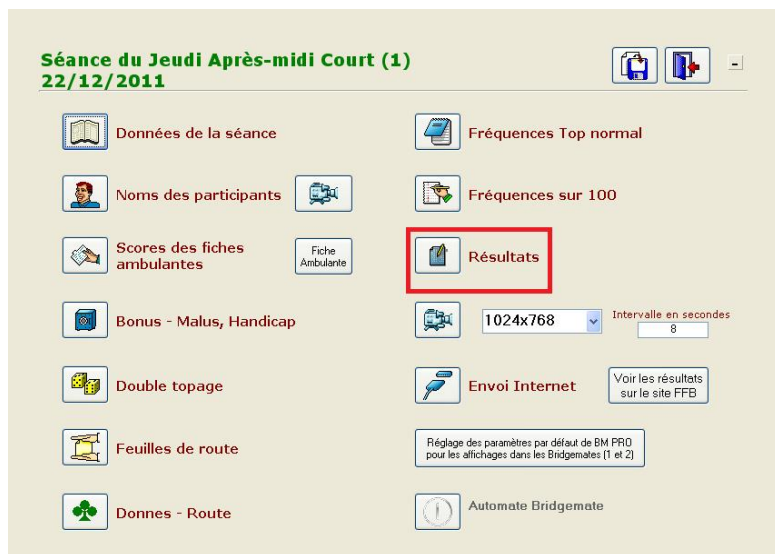 Séance du Jeudi Après-midi Court (1)
22/12/2011
-
Données de la séance
Fréquences Top normal
Noms des participants
Fréquences sur 100
Scores des fiches
ambulantes
Fiche
Ambulante
Résultats
Bonus - Malus, Handicap
1024x768
Intervalle en secondes
8
Double topage
Envoi Internet
Voir les résultats
sur le site FFB
Feuilles de route
Réglage des paramètres par défaut de BM PRO
pour les affichages dans les Bridgemates (1 et 2)
Donnes - Route
Automate Bridgemate